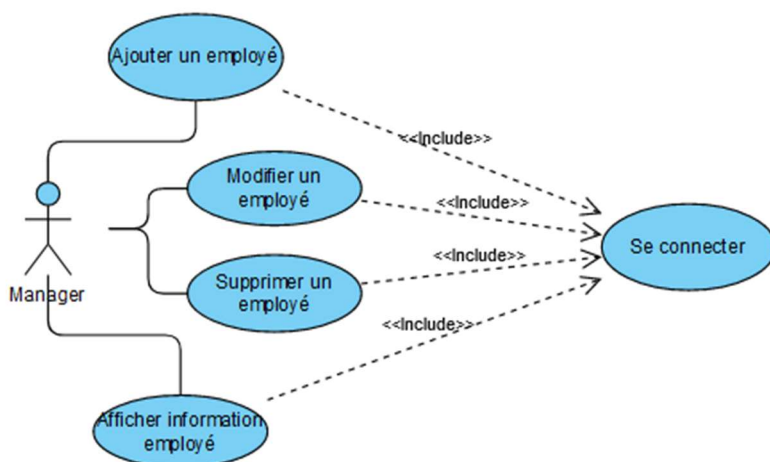 Ajouter un employé
<<Include>>
Modifier un
employé
<<Include>>
Se connecter
<<Include>>
Supprimer un
employé
Manager
<<Include>>
Afficher information
employé